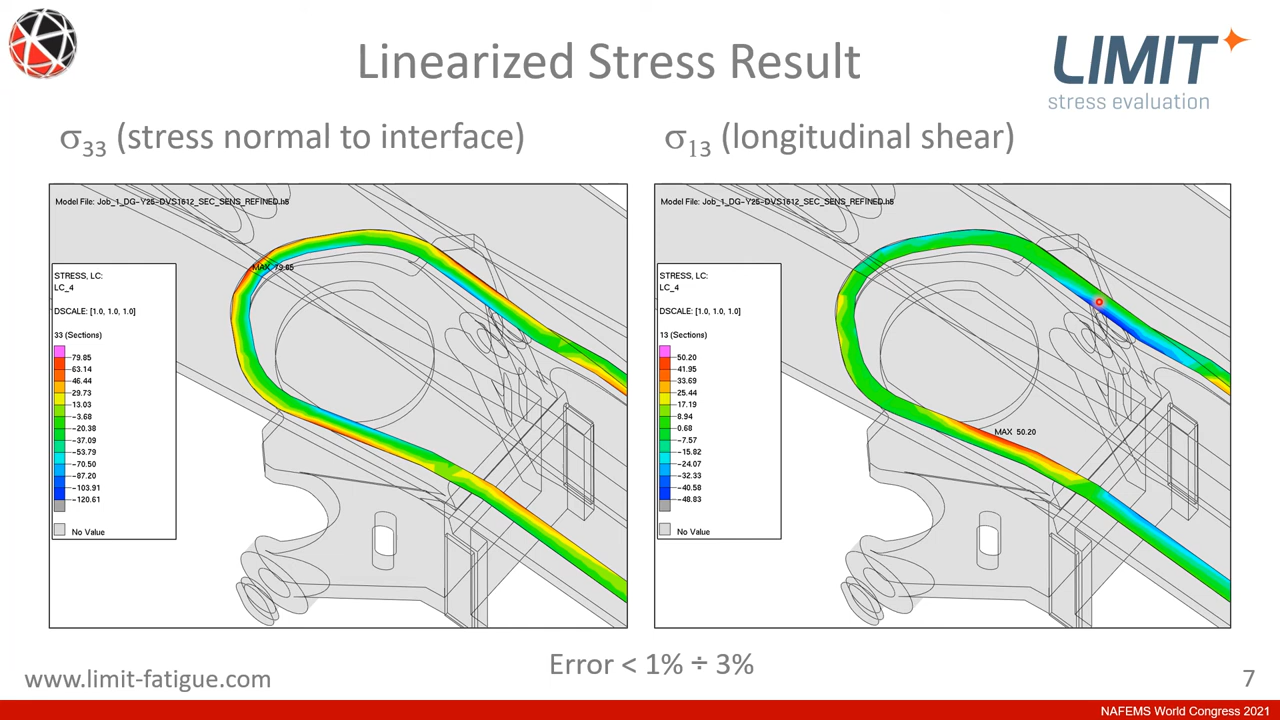 Linearized Stress Result
LIMIT
stress evaluation
σ33 (stress normal to interface)
Model File: Job_1_DG-Y25-DVS1612_SEC_SENS_REFINED.h5
STRESS, LC:
LC_4
DSCALE: [1.0, 1.0, 1.0]
33 (Sections)
79.85
63.14
46.44
29.73
13.03
-3.68
-20.38
-37.09
-53.79
-70.50
-87.20
-103.91
-120.61
No Value
MAX 79.85
σ13 (longitudinal shear)
Model File: Job_1_DG-Y25-DVS1612_SEC_SENS_REFINED.h5
STRESS, LC:
LC_4
DSCALE: [1.0, 1.0, 1.0]
13 (Sections)
50.20
41.95
33.69
25.44
17.19
8.94
0.68
-7.57
-15.82
-24.07
-32.33
-40.58
-48.83
No Value
MAX 50.20
Error < 1% ÷ 3%
www.limit-fatigue.com
7
NAFEMS World Congress 2021